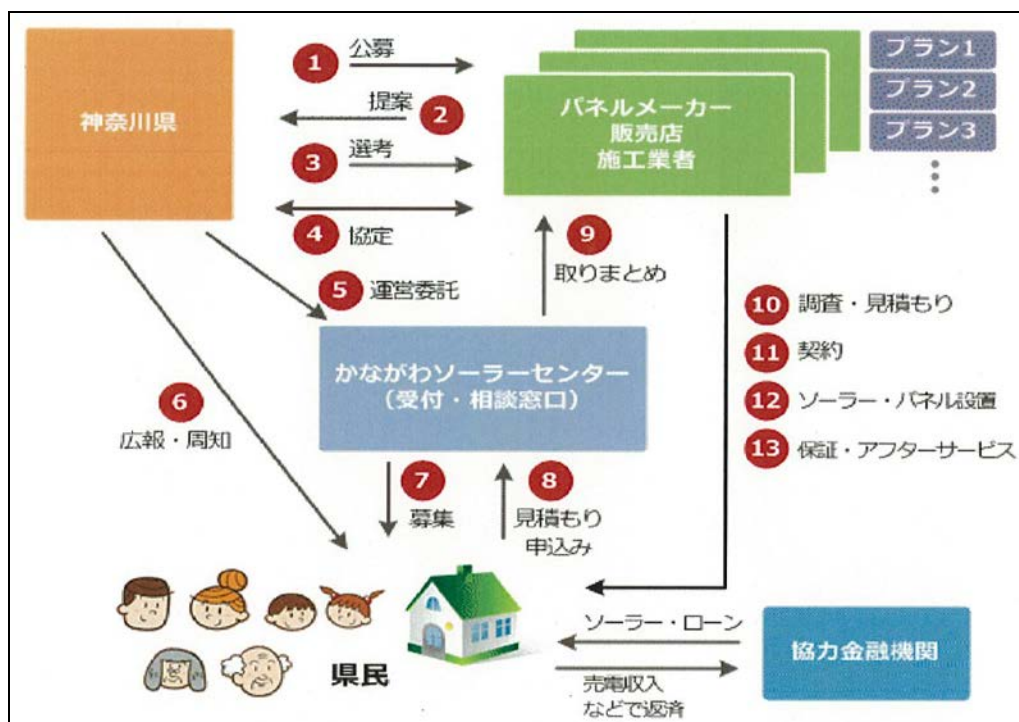 神奈川県
1 公募
提案 2
3 選考
4 協定
パネルメーカー
販売店
施工業者
プラン1
プラン2
プラン3
5 運営委託
9
取りまとめ
かながわソーラーセンター
(受付・相談窓口)
6
広報・周知
7
募集
8
見積もり
申込み
10 調査・見積もり
11 契約
12 ソーラー・パネル設置
13 保証・アフターサービス
県民
ソーラー・ローン
売電収入
などで返済
協力金融機関